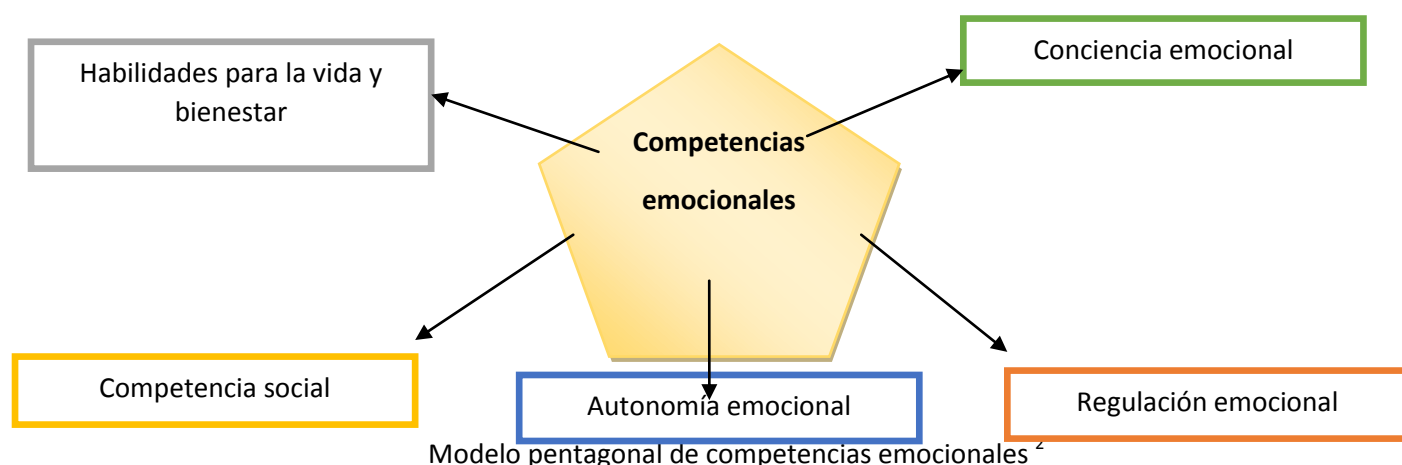 Habilidades para la vida y
bienestar
Conciencia emocional
Competencias
emocionales
Competencia social
Autonomía emocional
Regulación emocional
Modelo pentagonal de competencias emocionales ²